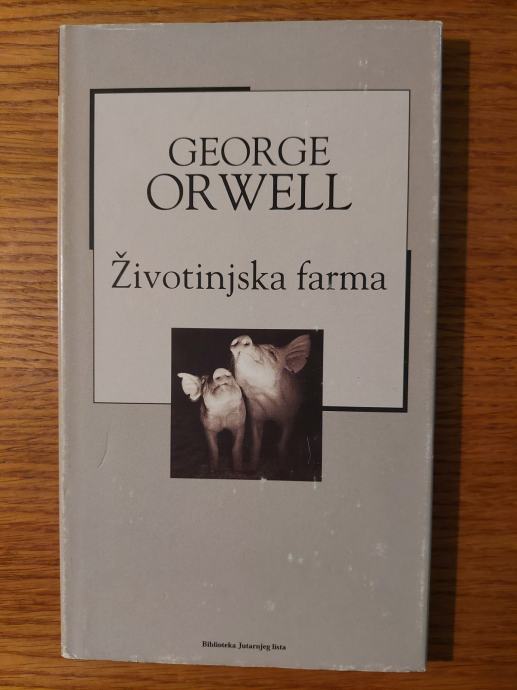 GEORGE
ORWELL
Životinjska farma
Biblioteka Jutarnjeg lista